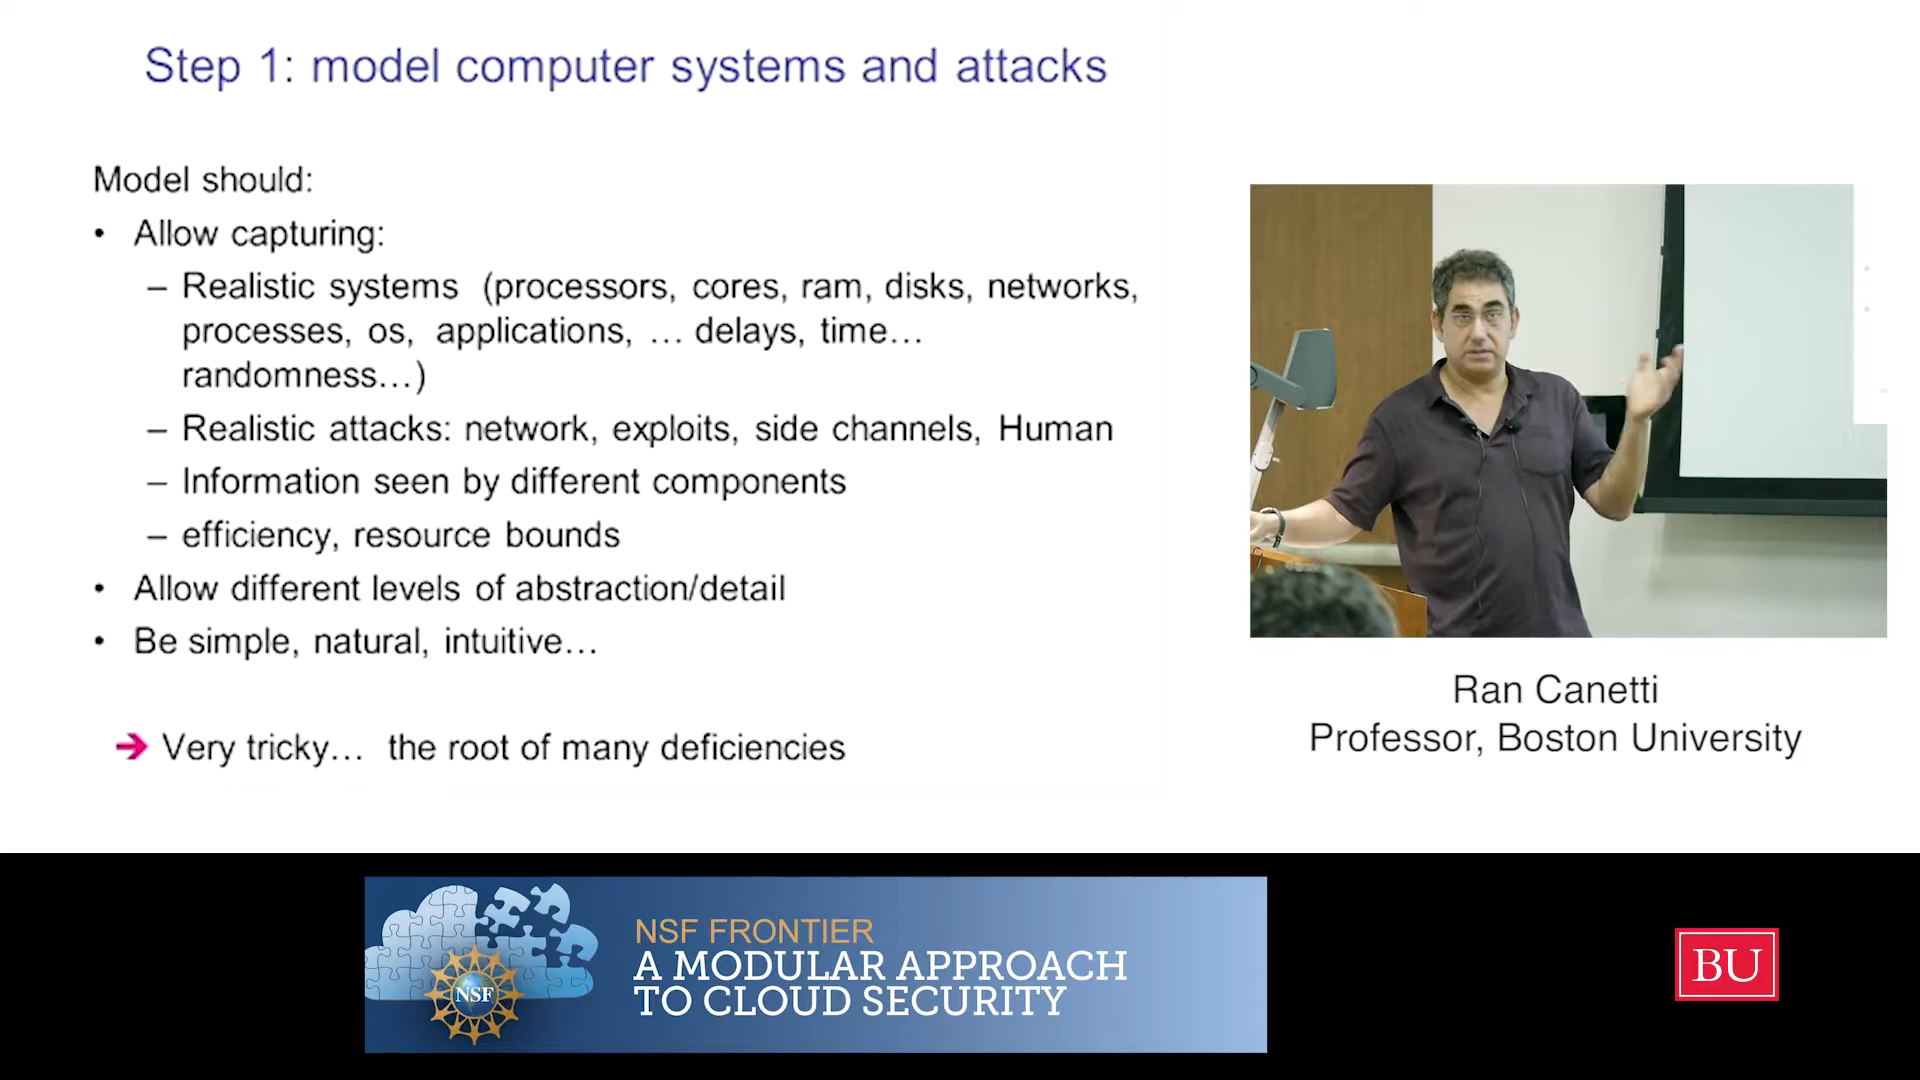 Step 1: model computer systems and attacks
Model should:
• Allow capturing:
– Realistic systems (processors, cores, ram, disks, networks,
processes, os, applications, … delays, time…
randomness…)
– Realistic attacks: network, exploits, side channels, Human
– Information seen by different components
– efficiency, resource bounds
• Allow different levels of abstraction/detail
• Be simple, natural, intuitive…
➔ Very tricky… the root of many deficiencies
Ran Canetti
Professor, Boston University
NSF
NSF FRONTIER
A MODULAR APPROACH
TO CLOUD SECURITY
BU